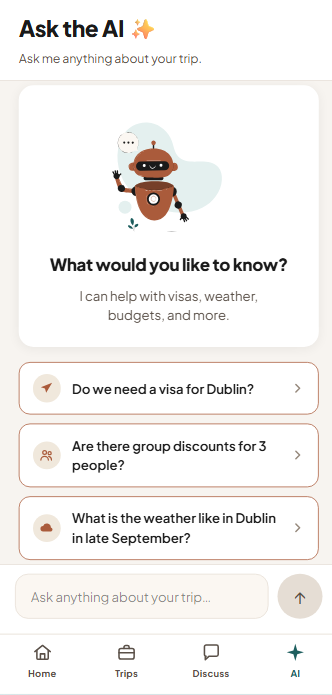 Ask the AI
Ask me anything about your trip.
What would you like to know?
I can help with visas, weather,
budgets, and more.
Do we need a visa for Dublin?
Are there group discounts for 3
people?
What is the weather like in Dublin
in late September?
Ask anything about your trip...
Home
Trips
Discuss
AI